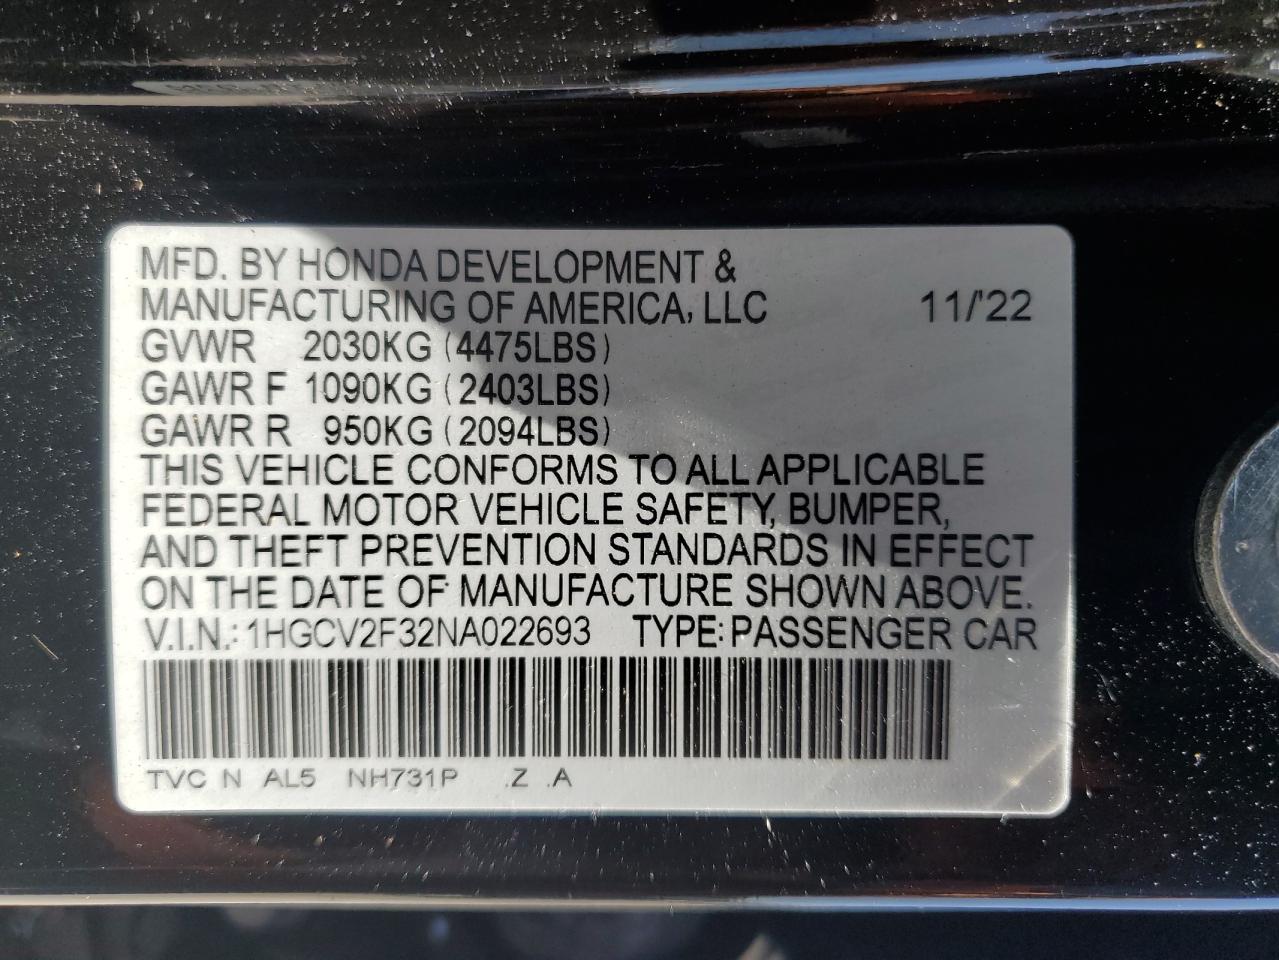 MFD. BY HONDA DEVELOPMENT &
MANUFACTURING OF AMERICA, LLC 11/'22
GVWR 2030KG (4475LBS)
GAWR F 1090KG (2403LBS)
GAWR R 950KG (2094LBS)
THIS VEHICLE CONFORMS TO ALL APPLICABLE
FEDERAL MOTOR VEHICLE SAFETY, BUMPER,
AND THEFT PREVENTION STANDARDS IN EFFECT
ON THE DATE OF MANUFACTURE SHOWN ABOVE.
V.I.N.: 1HGCV2F32NA022693 TYPE: PASSENGER CAR
TVC N AL5 NH731P .Z .A